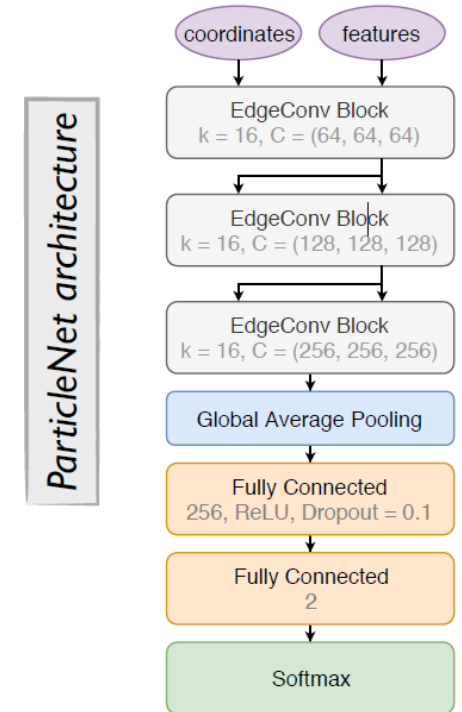 coordinates features
ParticleNet architecture
EdgeConv Block
k = 16, C = (64, 64, 64)
EdgeConv Block
k = 16, C = (128, 128, 128)
EdgeConv Block
k = 16, C = (256, 256, 256)
Global Average Pooling
Fully Connected
256, ReLU, Dropout = 0.1
Fully Connected
2
Softmax